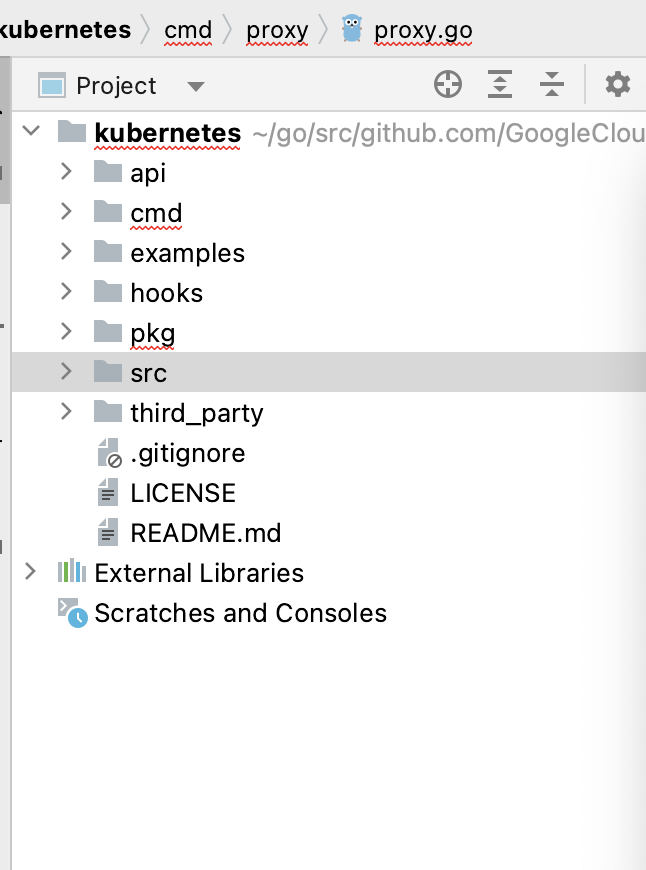 kubernetes cmd proxy proxy.go
Project
kubernetes ~/go/src/github.com/GoogleClou
api
cmd
examples
hooks
pkg
src
third_party
.gitignore
LICENSE
README.md
External Libraries
Scratches and Consoles